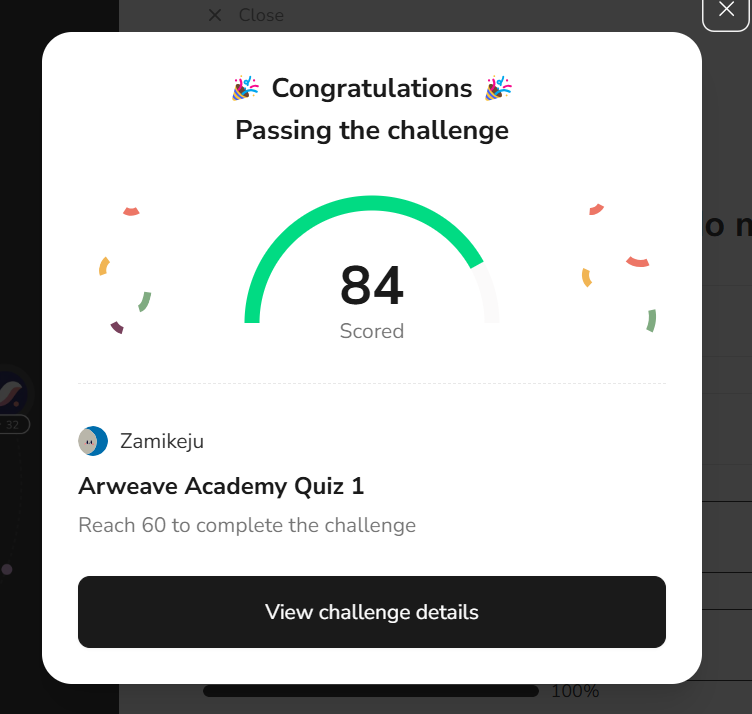 Close
Congratulations
Passing the challenge
84
Scored
Zamikeju
Arweave Academy Quiz 1
Reach 60 to complete the challenge
View challenge details
32
100%